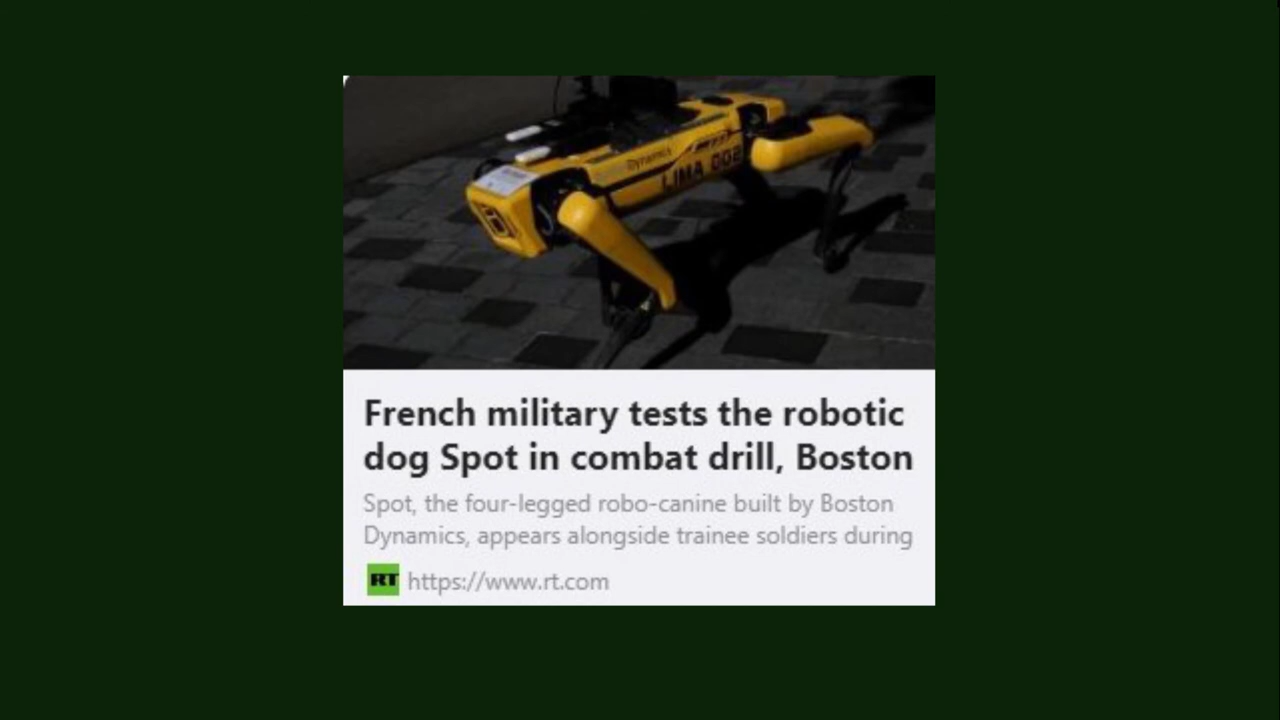 Dynamics
LIMA 002
French military tests the robotic
dog Spot in combat drill, Boston
Spot, the four-legged robo-canine built by Boston
Dynamics, appears alongside trainee soldiers during
RT https://www.rt.com